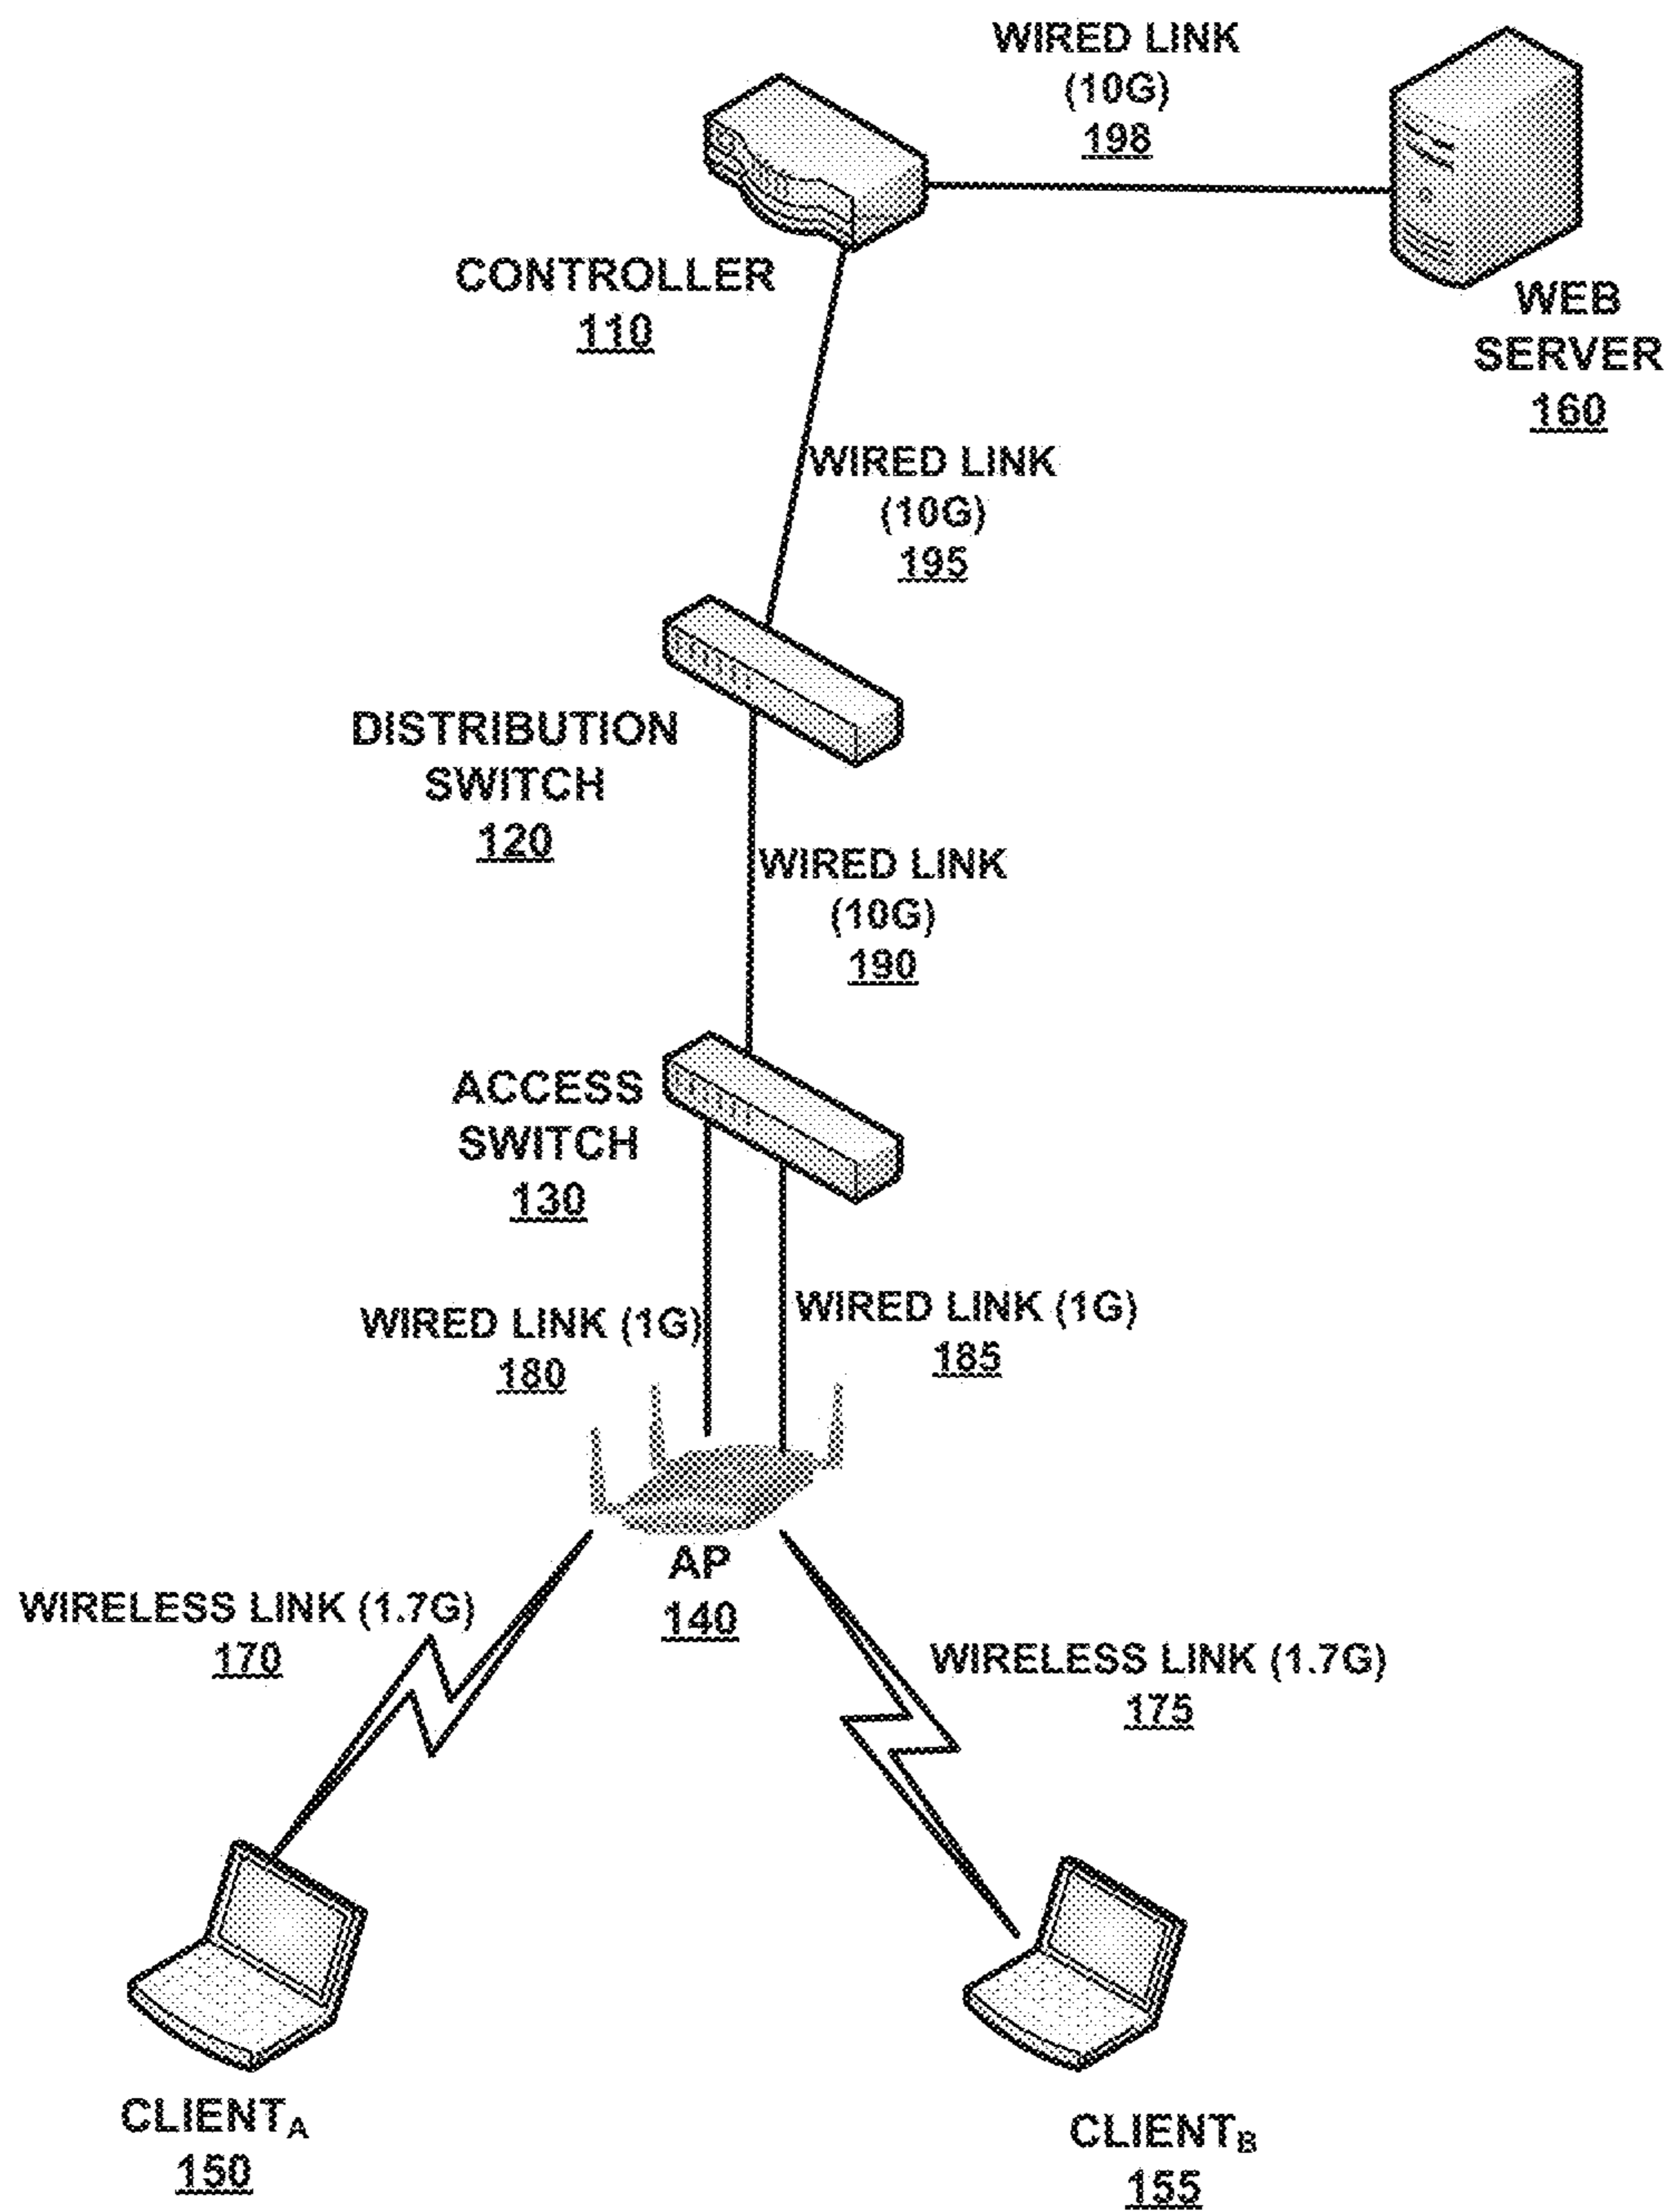 WIRED LINK
(10G)
198
CONTROLLER
110
WEB
SERVER
160
WIRED LINK
(10G)
195
DISTRIBUTION
SWITCH
120
WIRED LINK
(10G)
190
ACCESS
SWITCH
130
WIRED LINK (1G)
180
WIRED LINK (1G)
185
AP
140
WIRELESS LINK (1.7G)
170
WIRELESS LINK (1.7G)
175
CLIENTA
150
CLIENTB
155